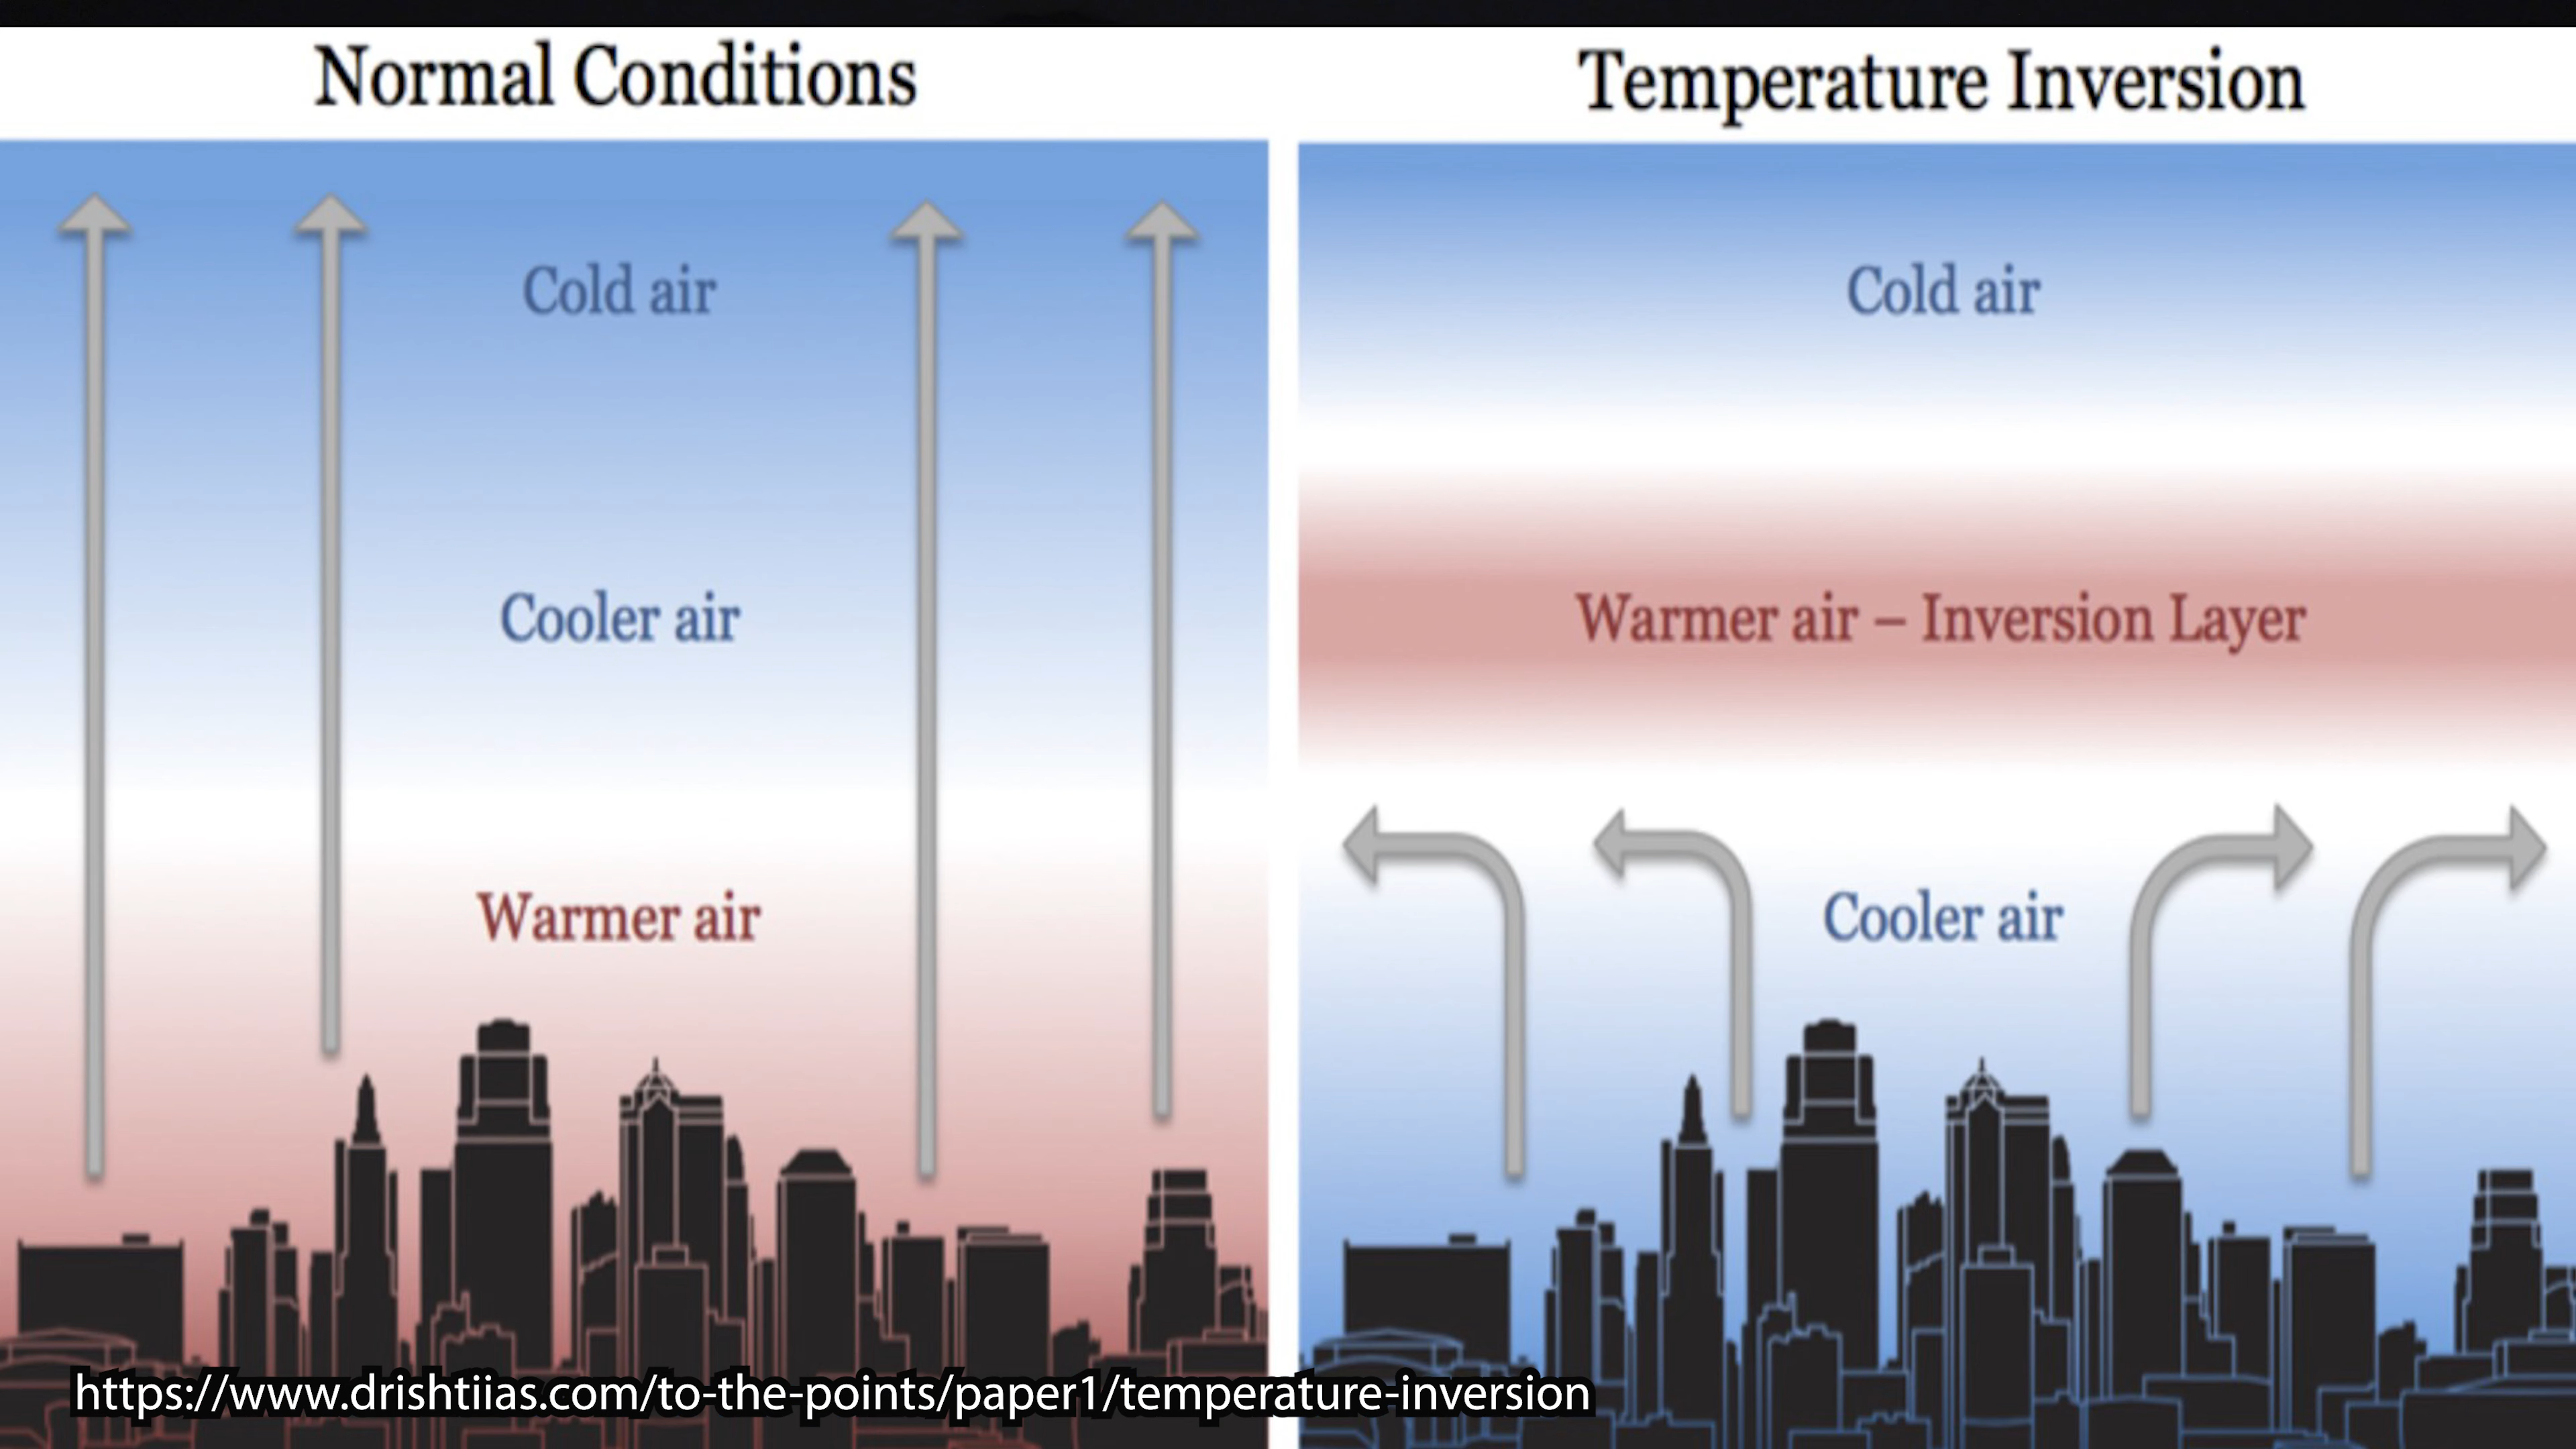 Normal Conditions
Cold air
Cooler air
Warmer air
Temperature Inversion
Cold air
Warmer air – Inversion Layer
Cooler air
https://www.drishtiias.com/to-the-points/paper1/temperature-inversion